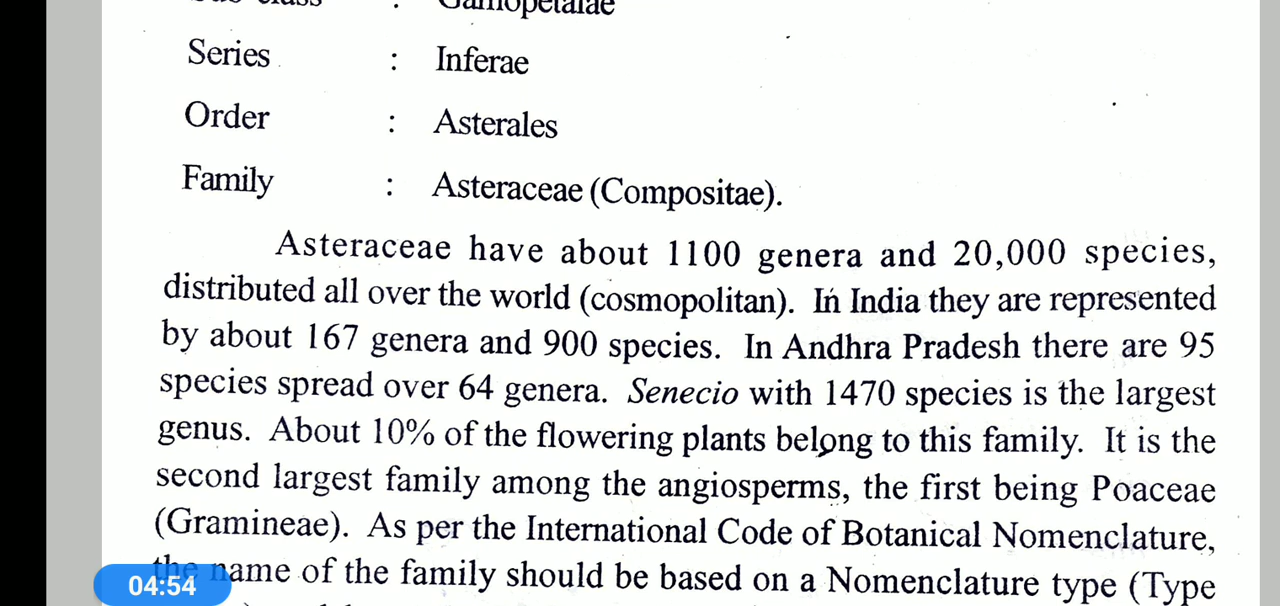 : Gamopetalae
Series : Inferae
Order : Asterales
Family : Asteraceae (Compositae).
Asteraceae have about 1100 genera and 20,000 species,
distributed all over the world (cosmopolitan). In India they are represented
by about 167 genera and 900 species. In Andhra Pradesh there are 95
species spread over 64 genera. Senecio with 1470 species is the largest
genus. About 10% of the flowering plants belong to this family. It is the
second largest family among the angiosperms, the first being Poaceae
(Gramineae). As per the International Code of Botanical Nomenclature,
the name of the family should be based on a Nomenclature type (Type
04:54